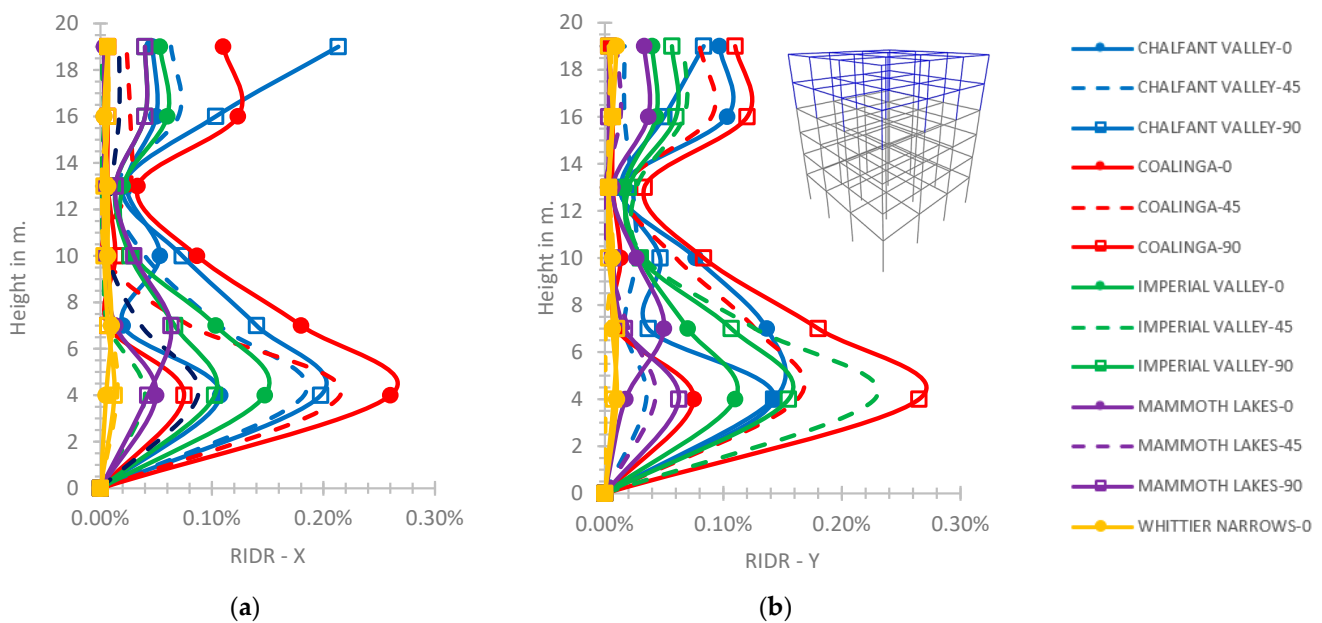 20
18
16
14
12
10
8
6
4
2
0
Height in m.
0.00%
0.10%
0.20%
0.30%
RIDR - X
(a)
20
18
16
14
12
10
8
6
4
2
0
Height in m.
0.00%
0.10%
0.20%
0.30%
RIDR - Y
(b)
CHALFANT VALLEY-0
CHALFANT VALLEY-45
CHALFANT VALLEY-90
COALINGA-0
COALINGA-45
COALINGA-90
IMPERIAL VALLEY-0
IMPERIAL VALLEY-45
IMPERIAL VALLEY-90
MAMMOTH LAKES-0
MAMMOTH LAKES-45
MAMMOTH LAKES-90
WHITTIER NARROWS-0